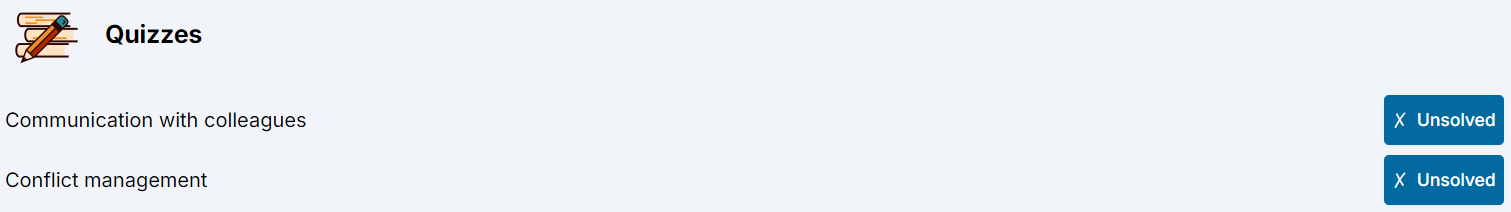 Quizzes
Communication with colleagues
X Unsolved
Conflict management
X Unsolved